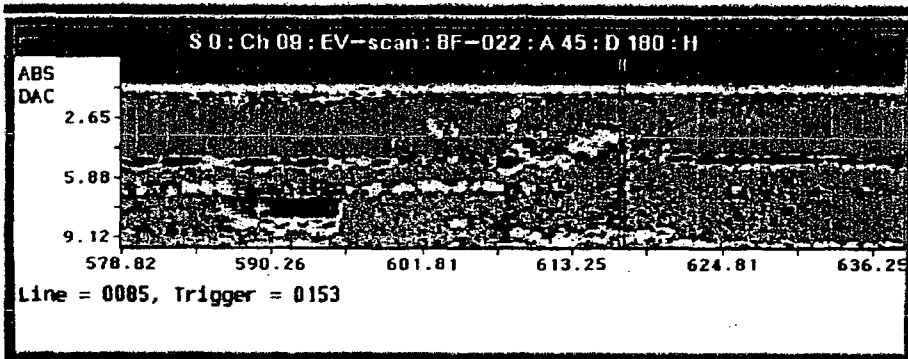 S 0 : Ch 09 : EV-scan : 8F-022 : A 45 : D 180 : H
ABS
DAC
2.65
5.88
9.12
578.82 590.26 601.81 613.25 624.81 636.25
Line = 0085, Trigger = 0153